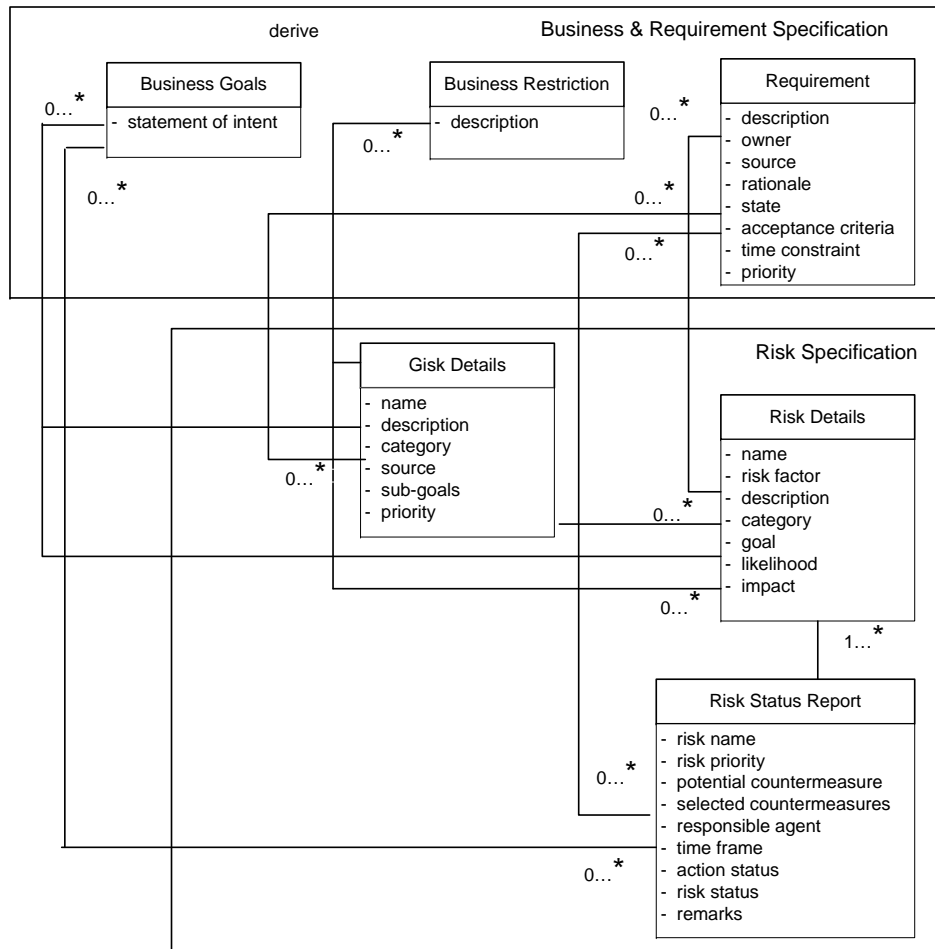 derive
Business & Requirement Specification
Business Goals
- statement of intent
0...*
0...*
Business Restriction
- description
0...*
Requirement
- description
- owner
- source
- rationale
- state
- acceptance criteria
- time constraint
- priority
0...*
0...*
0...*
Risk Specification
Gisk Details
- name
- description
- category
- source
- sub-goals
- priority
0...*
Risk Details
- name
- risk factor
- description
- category
- goal
- likelihood
- impact
0...*
0...*
1...*
Risk Status Report
- risk name
- risk priority
- potential countermeasure
- selected countermeasures
- responsible agent
- time frame
- action status
- risk status
- remarks
0...*
0...*